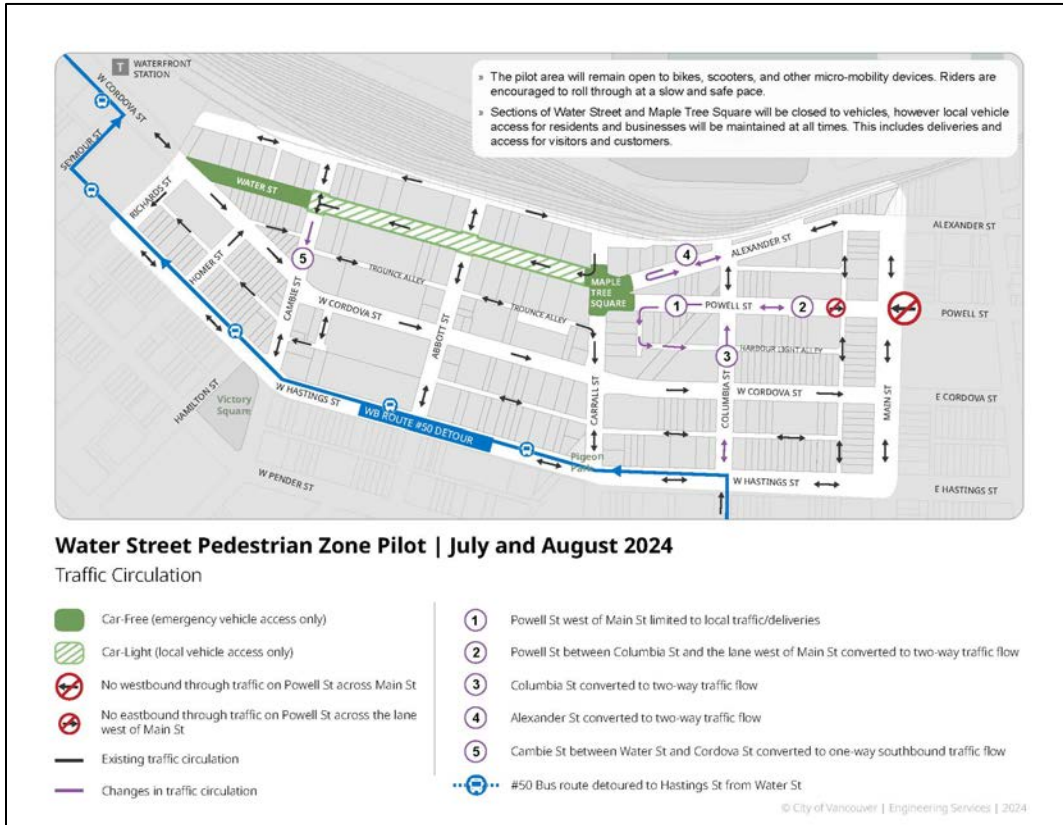 T WATERFRONT
STATION
» The pilot area will remain open to bikes, scooters, and other micro-mobility devices. Riders are
encouraged to roll through at a slow and safe pace.
» Sections of Water Street and Maple Tree Square will be closed to vehicles, however local vehicle
access for residents and businesses will be maintained at all times. This includes deliveries and
access for visitors and customers.
W CORDOVA ST
SEYMOUR ST
WATER ST
RICHARDS ST
HOMER ST
5
CAMBIE ST
TROUNCE ALLEY
W CORDOVA ST
ABBOTT ST
TROUNCE ALLEY
MAPLE
TREE
SQUARE
4
ALEXANDER ST
ALEXANDER ST
1
POWELL ST
2
POWELL ST
3
HARBOUR LIGHT ALLEY
CARRALL ST
COLUMBIA ST
W CORDOVA ST
MAIN ST
E CORDOVA ST
HAMILTON ST
Victory
Square
W HASTINGS ST
WB ROUTE #50 DETOUR
Pigeon
Park
W PENDER ST
W HASTINGS ST
E HASTINGS ST
Water Street Pedestrian Zone Pilot | July and August 2024
Traffic Circulation
Car-Free (emergency vehicle access only)
Car-Light (local vehicle access only)
No westbound through traffic on Powell St across Main St
No eastbound through traffic on Powell St across the lane
west of Main St
Existing traffic circulation
Changes in traffic circulation
1 Powell St west of Main St limited to local traffic/deliveries
2 Powell St between Columbia St and the lane west of Main St converted to two-way traffic flow
3 Columbia St converted to two-way traffic flow
4 Alexander St converted to two-way traffic flow
5 Cambie St between Water St and Cordova St converted to one-way southbound traffic flow
#50 Bus route detoured to Hastings St from Water St
© City of Vancouver | Engineering Services | 2024